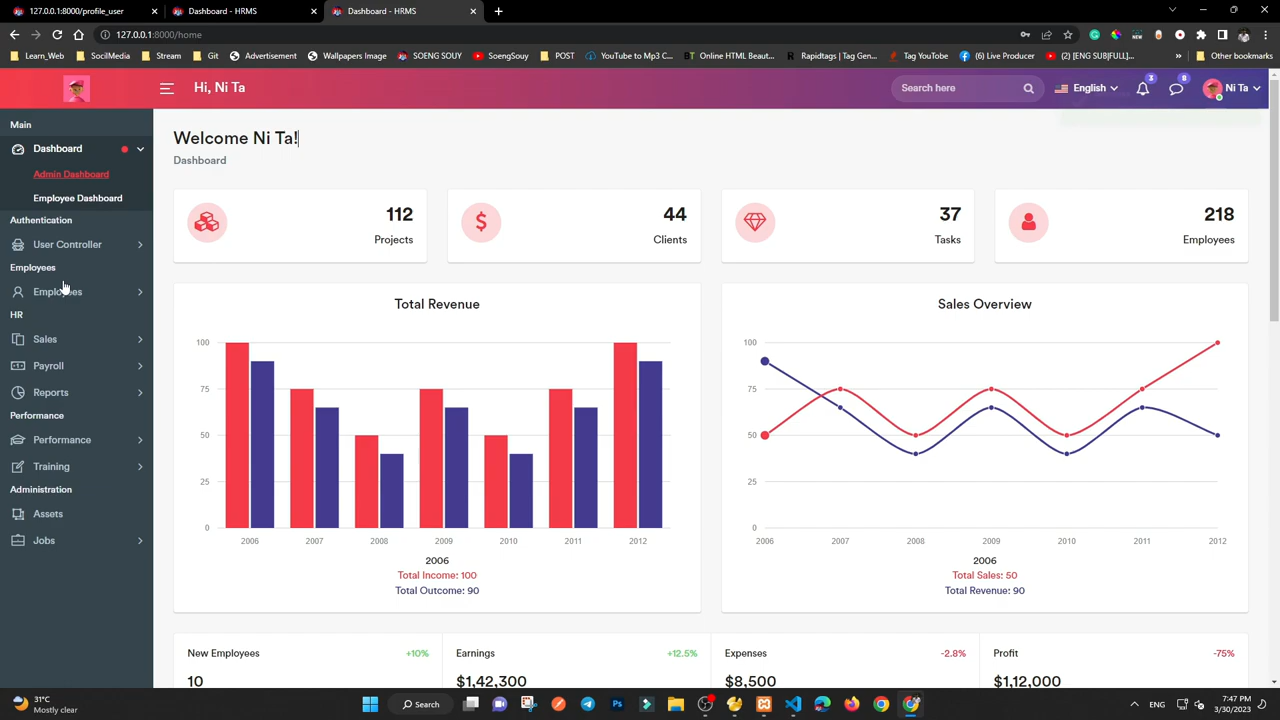 127.0.0.1:8000/profile_user
Dashboard - HRMS
Dashboard - HRMS
127.0.0.1:8000/home
Learn_Web
SocilMedia
Stream
Git
Advertisement
Wallpapers Image
SOENG SOUY
SoengSouy
POST
YouTube to Mp3 C...
Online HTML Beaut...
Rapidtags | Tag Gen...
Tag YouTube
(6) Live Producer
(2) [ENG SUB]FULL]...
Other bookmarks
Hi, Ni Ta
Search here
English
3
8
Ni Ta
Main
Dashboard
Admin Dashboard
Employee Dashboard
Authentication
User Controller
Employees
Employees
HR
Sales
Payroll
Reports
Performance
Performance
Training
Administration
Assets
Jobs
Welcome Ni Ta!
Dashboard
112
Projects
44
Clients
37
Tasks
218
Employees
Total Revenue
100
75
50
25
0
2006 2007 2008 2009 2010 2011 2012
2006
Total Income: 100
Total Outcome: 90
Sales Overview
100
75
50
25
0
2006 2007 2008 2009 2010 2011 2012
2006
Total Sales: 50
Total Revenue: 90
New Employees +10%
10
Earnings +12.5%
$1,42,300
Expenses -2.8%
$8,500
Profit -75%
$1,12,000
31°C
Mostly clear
Search
ENG
7:47 PM
3/30/2023